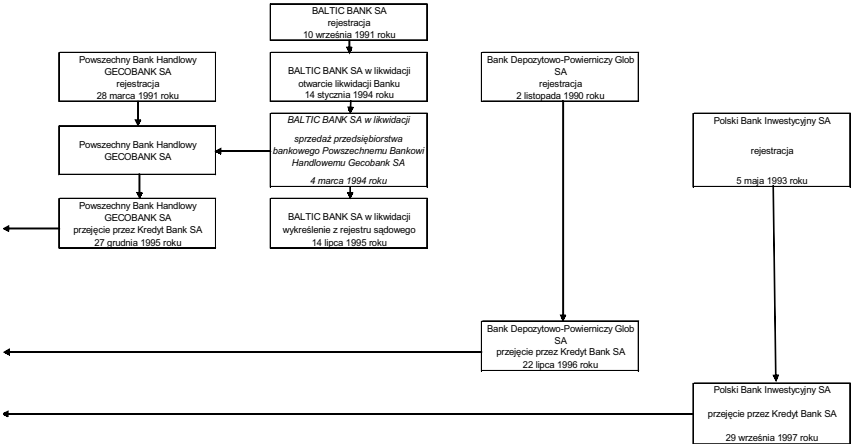 BALTIC BANK SA
rejestracja
10 września 1991 roku
Powszechny Bank Handlowy
GECOBANK SA
rejestracja
28 marca 1991 roku
BALTIC BANK SA w likwidacji
otwarcie likwidacji Banku
14 stycznia 1994 roku
Bank Depozytowo-Powierniczy Glob
SA
rejestracja
2 listopada 1990 roku
Powszechny Bank Handlowy
GECOBANK SA
BALTIC BANK SA w likwidacji
sprzedaż przedsiębiorstwa
bankowego Powszechnemu Bankowi
Handlowemu Gecobank SA
4 marca 1994 roku
Polski Bank Inwestycyjny SA
rejestracja
5 maja 1993 roku
Powszechny Bank Handlowy
GECOBANK SA
przejęcie przez Kredyt Bank SA
27 grudnia 1995 roku
BALTIC BANK SA w likwidacji
wykreślenie z rejestru sądowego
14 lipca 1995 roku
Bank Depozytowo-Powierniczy Glob
SA
przejęcie przez Kredyt Bank SA
22 lipca 1996 roku
Polski Bank Inwestycyjny SA
przejęcie przez Kredyt Bank SA
29 września 1997 roku